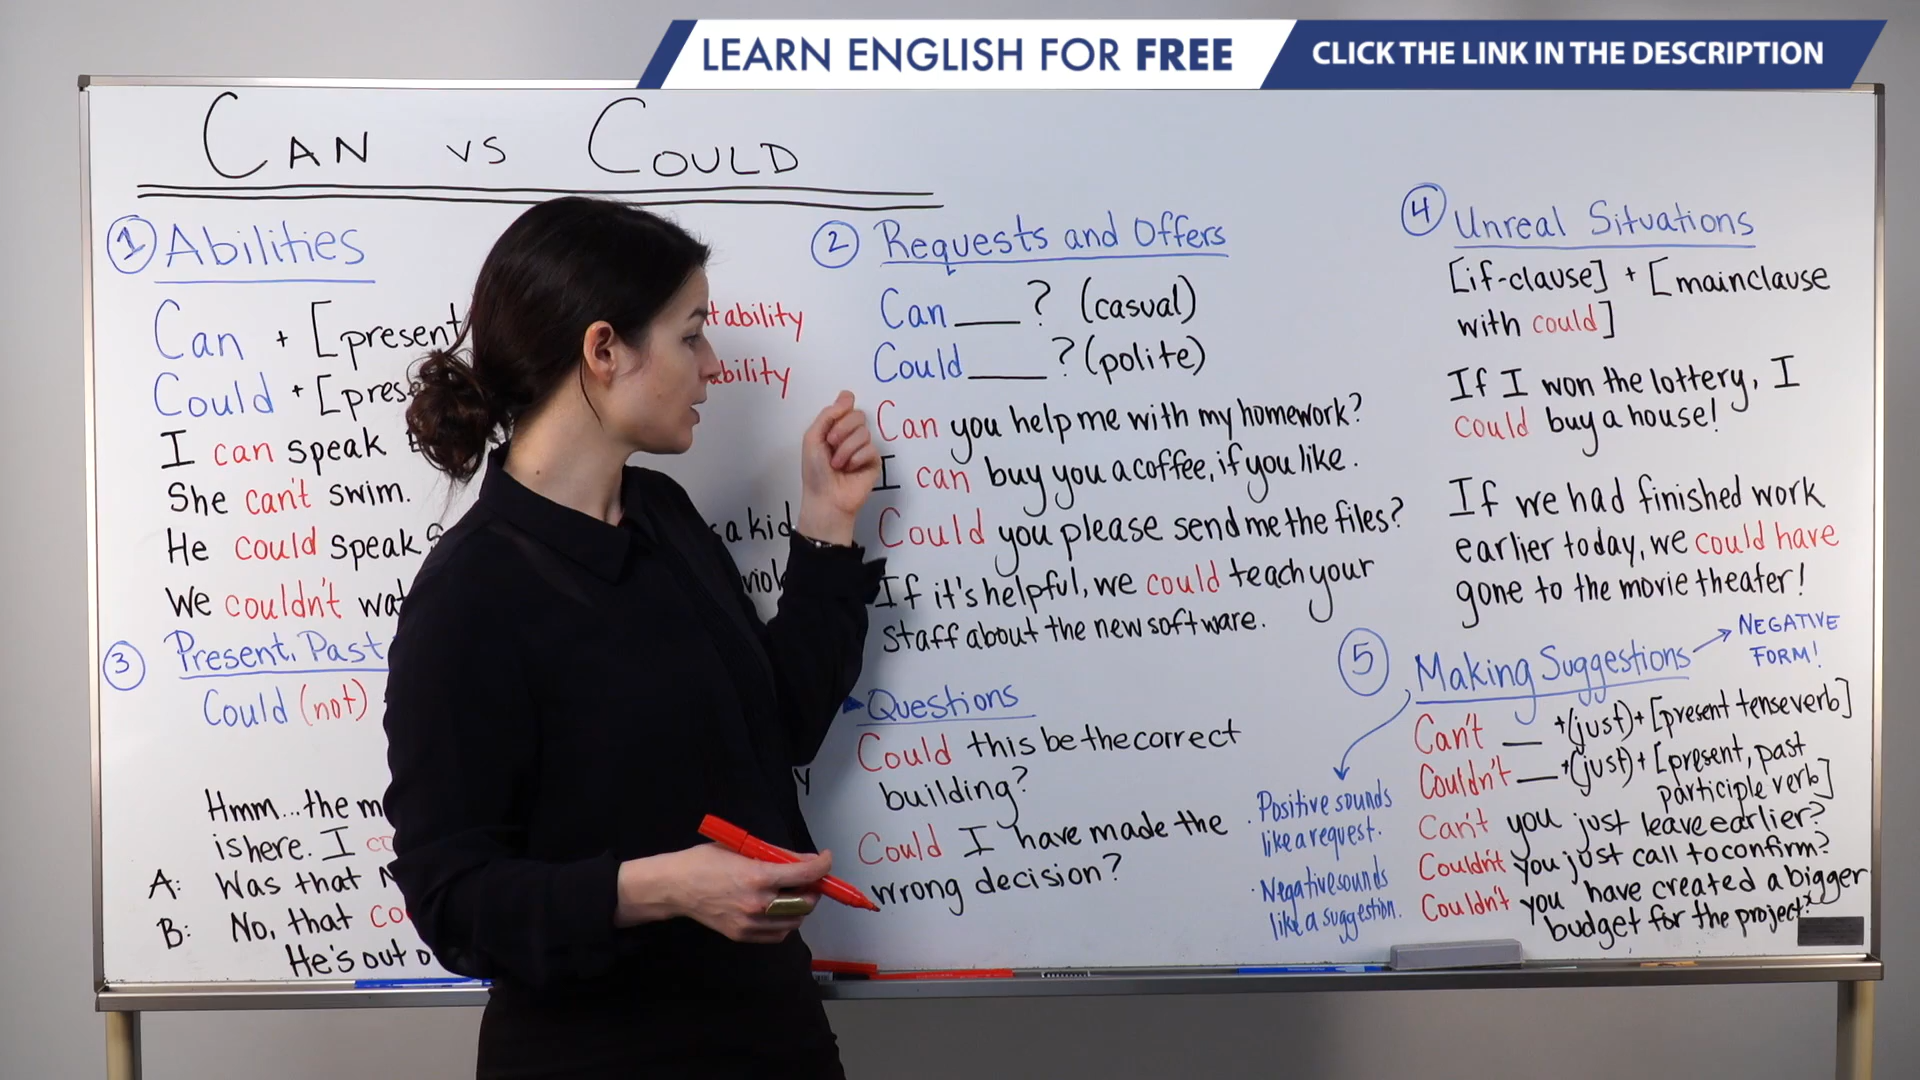 LEARN ENGLISH FOR FREE
CLICK THE LINK IN THE DESCRIPTION
CAN VS COULD
1 Abilities
Can + [present
Could + [prese
t ability
ability
I can speak
She can't swim.
He could speak
a kid
We couldn't wat
viol
2 Requests and Offers
Can ___ ? (casual)
Could ___ ? (polite)
Can you help me with my homework?
I can buy you a coffee, if you like.
Could you please send me the files?
If it's helpful, we could teach your
staff about the new software.
3 Present, Past
Could (not)
Hmm...the m
is here. I
A: Was that
B: No, that co
He's out o
Questions
Could this be the correct
building?
Could I have made the
wrong decision?
4 Unreal Situations
[if-clause] + [mainclause
with could]
If I won the lottery, I
could buy a house!
If we had finished work
earlier today, we could have
gone to the movie theater!
5 Making Suggestions
NEGATIVE
FORM!
Can't __ +(just)+[present tense verb]
Couldn't __ +(just)+[present, past
participle verb]
Can't you just leave earlier?
Couldn't you just call to confirm?
Couldn't you have created a bigger
budget for the project?
· Positive sounds
like a request.
· Negative sounds
like a suggestion.